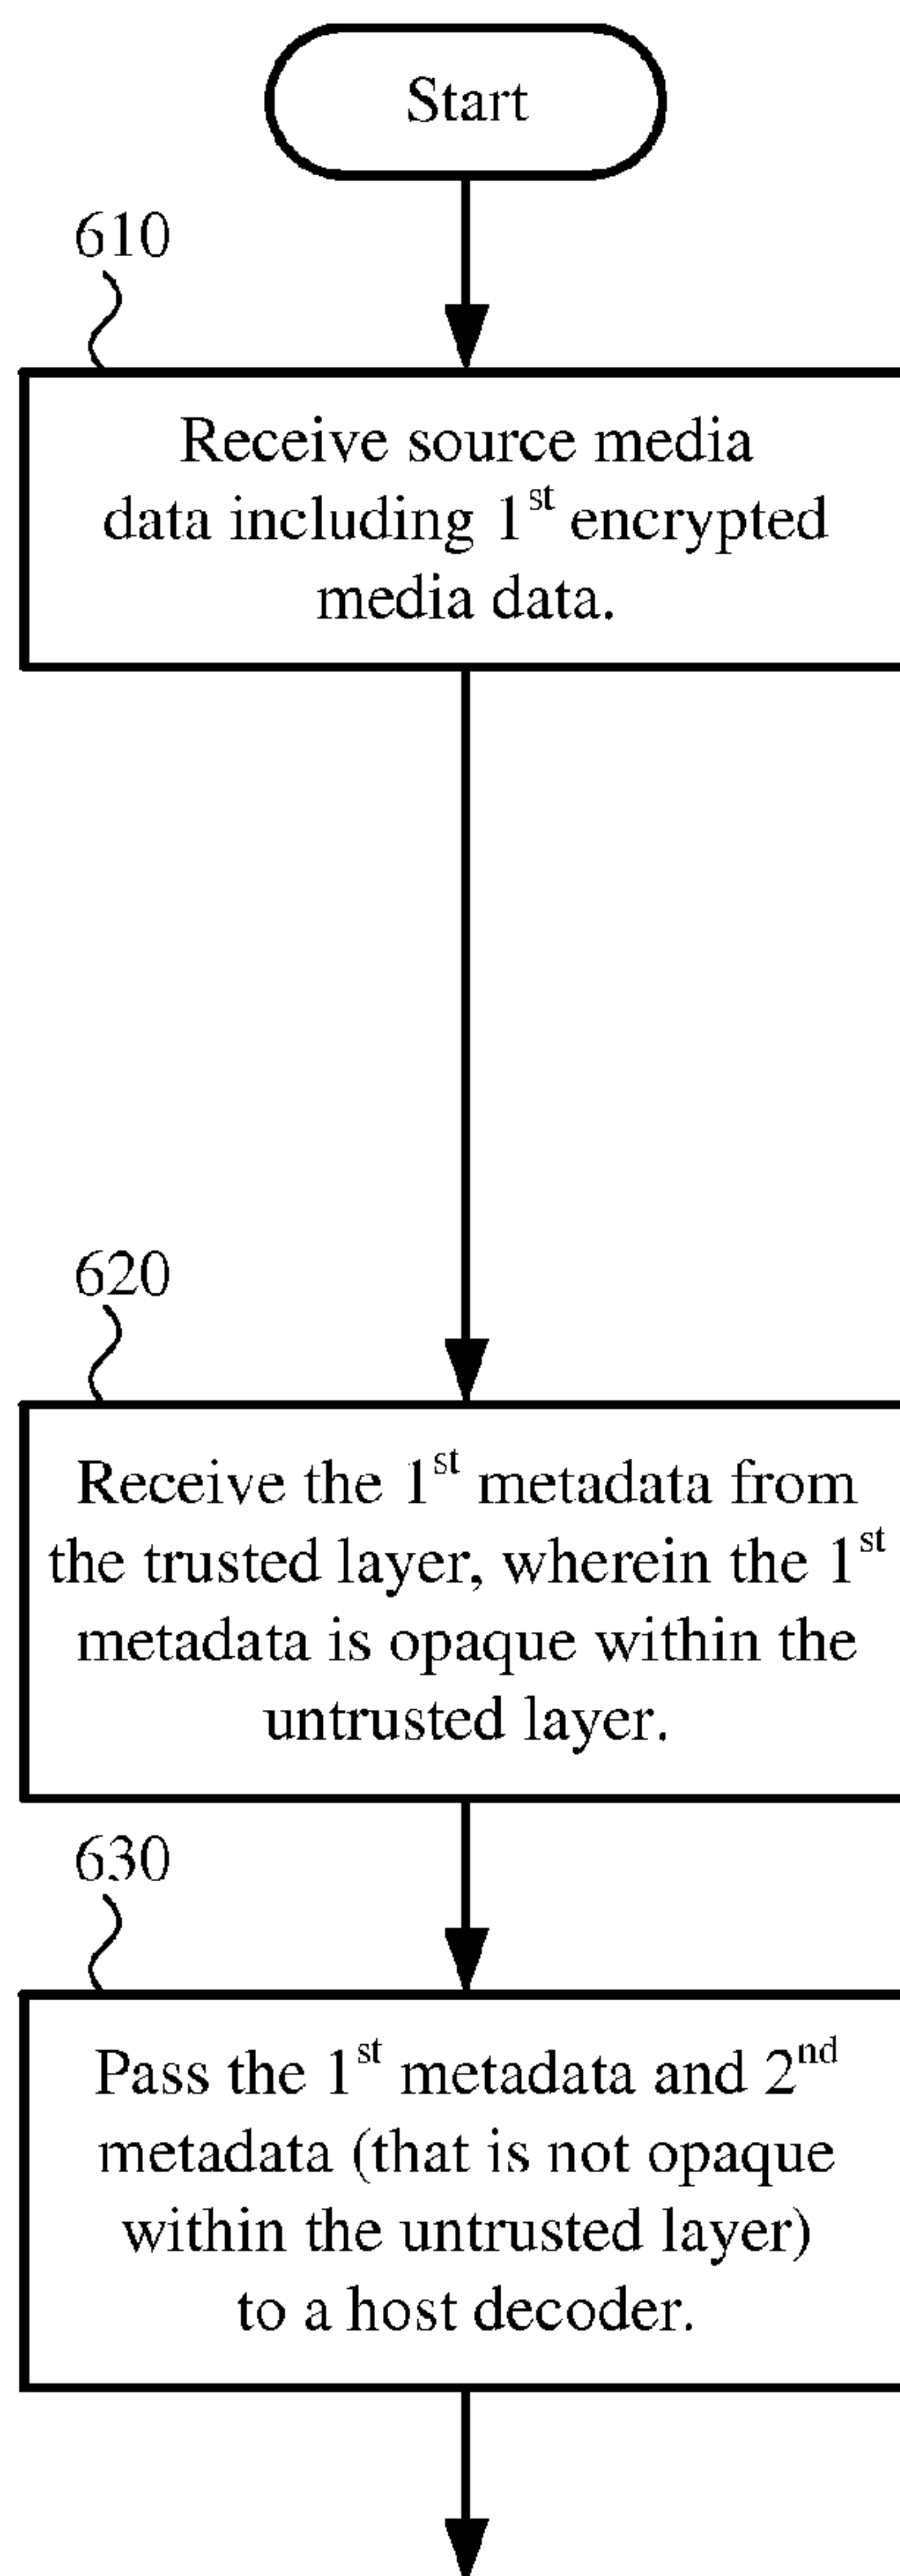 Start
610
Receive source media
data including 1st encrypted
media data.
620
Receive the 1st metadata from
the trusted layer, wherein the 1st
metadata is opaque within the
untrusted layer.
630
Pass the 1st metadata and 2nd
metadata (that is not opaque
within the untrusted layer)
to a host decoder.